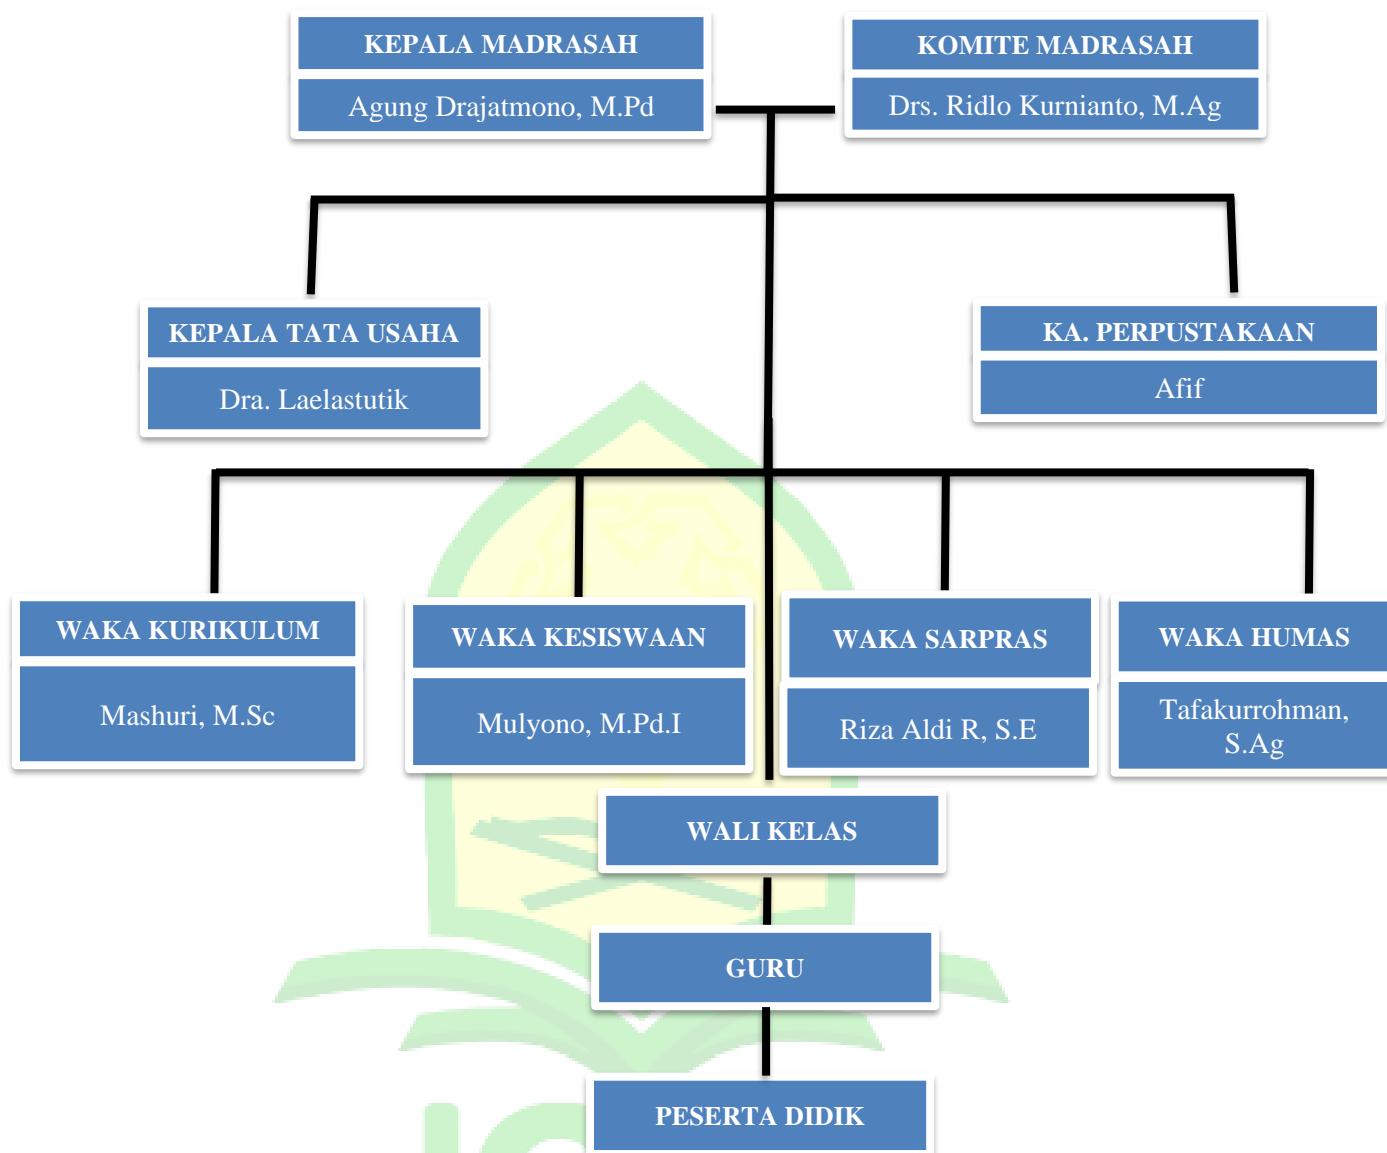 KEPALA MADRASAH
Agung Drajatmono, M.Pd
KOMITE MADRASAH
Drs. Ridlo Kurnianto, M.Ag
KEPALA TATA USAHA
Dra. Laelastutik
KA. PERPUSTAKAAN
Afif
WAKA KURIKULUM
Mashuri, M.Sc
WAKA KESISWAAN
Mulyono, M.Pd.I
WAKA SARPRAS
Riza Aldi R, S.E
WAKA HUMAS
Tafakurrohman,
S.Ag
WALI KELAS
GURU
PESERTA DIDIK